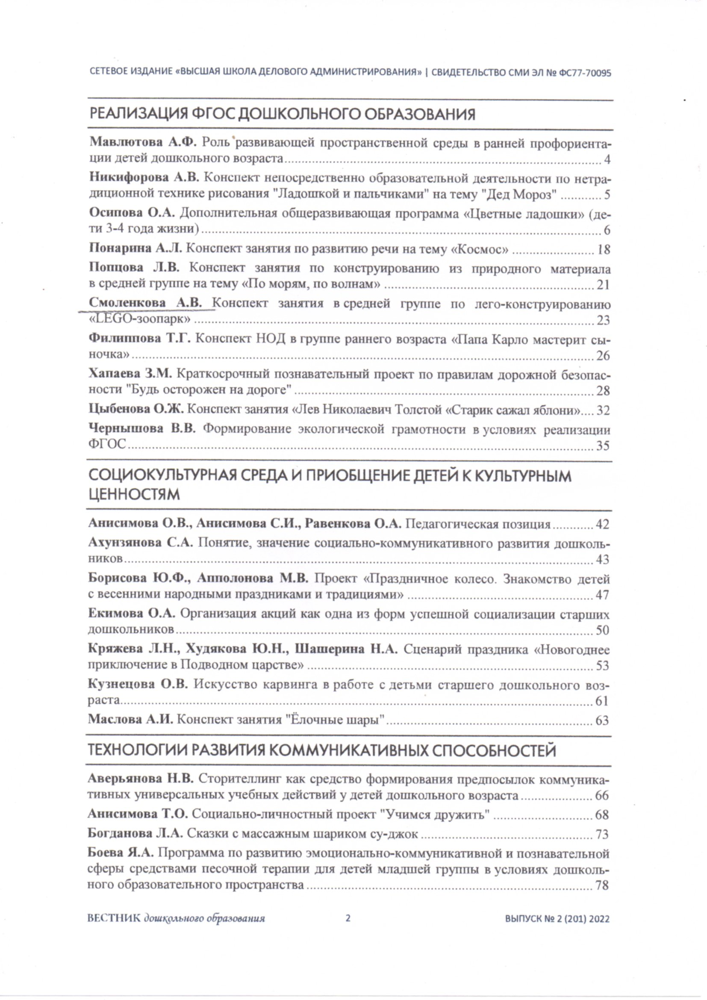 СЕТЕВОЕ ИЗДАНИЕ «ВЫСШАЯ ШКОЛА ДЕЛОВОГО АДМИНИСТРИРОВАНИЯ» | СВИДЕТЕЛЬСТВО СМИ ЭЛ № ФС77-70095
РЕАЛИЗАЦИЯ ФГОС ДОШКОЛЬНОГО ОБРАЗОВАНИЯ
Мавлютова А.Ф. Роль развивающей пространственной среды в ранней профориента-
ции детей дошкольного возраста.......... 4
Никифорова А.В. Конспект непосредственно образовательной деятельности по нетра-
диционной технике рисования "Ладошкой и пальчиками" на тему "Дед Мороз" .......... 5
Осипова О.А. Дополнительная общеразвивающая программа «Цветные ладошки» (де-
ти 3-4 года жизни) .......... 6
Понарина А.Л. Конспект занятия по развитию речи на тему «Космос» .......... 18
Попцова Л.В. Конспект занятия по конструированию из природного материала
в средней группе на тему «По морям, по волнам» .......... 21
Смоленкова А.В. Конспект занятия в средней группе по лего-конструированию
«LEGO-зоопарк» .......... 23
Филиппова Т.Г. Конспект НОД в группе раннего возраста «Папа Карло мастерит сы-
ночка» .......... 26
Хапаева З.М. Краткосрочный познавательный проект по правилам дорожной безопас-
ности "Будь осторожен на дороге" .......... 28
Цыбенова О.Ж. Конспект занятия «Лев Николаевич Толстой «Старик сажал яблони».... 32
Чернышова В.В. Формирование экологической грамотности в условиях реализации
ФГОС .......... 35
СОЦИОКУЛЬТУРНАЯ СРЕДА И ПРИОБЩЕНИЕ ДЕТЕЙ К КУЛЬТУРНЫМ
ЦЕННОСТЯМ
Анисимова О.В., Анисимова С.И., Равенкова О.А. Педагогическая позиция .......... 42
Ахунзянова С.А. Понятие, значение социально-коммуникативного развития дошколь-
ников .......... 43
Борисова Ю.Ф., Апполонова М.В. Проект «Праздничное колесо. Знакомство детей
с весенними народными праздниками и традициями» .......... 47
Екимова О.А. Организация акций как одна из форм успешной социализации старших
дошкольников .......... 50
Кряжева Л.Н., Худякова Ю.Н., Шашерина Н.А. Сценарий праздника «Новогоднее
приключение в Подводном царстве» .......... 53
Кузнецова О.В. Искусство карвинга в работе с детьми старшего дошкольного воз-
раста .......... 61
Маслова А.И. Конспект занятия "Ёлочные шары" .......... 63
ТЕХНОЛОГИИ РАЗВИТИЯ КОММУНИКАТИВНЫХ СПОСОБНОСТЕЙ
Аверьянова Н.В. Сторителлинг как средство формирования предпосылок коммуника-
тивных универсальных учебных действий у детей дошкольного возраста .......... 66
Анисимова Т.О. Социально-личностный проект "Учимся дружить" .......... 68
Богданова Л.А. Сказки с массажным шариком су-джок .......... 73
Боева Я.А. Программа по развитию эмоционально-коммуникативной и познавательной
сферы средствами песочной терапии для детей младшей группы в условиях дошколь-
ного образовательного пространства .......... 78
ВЕСТНИК дошкольного образования 2 ВЫПУСК № 2 (201) 2022